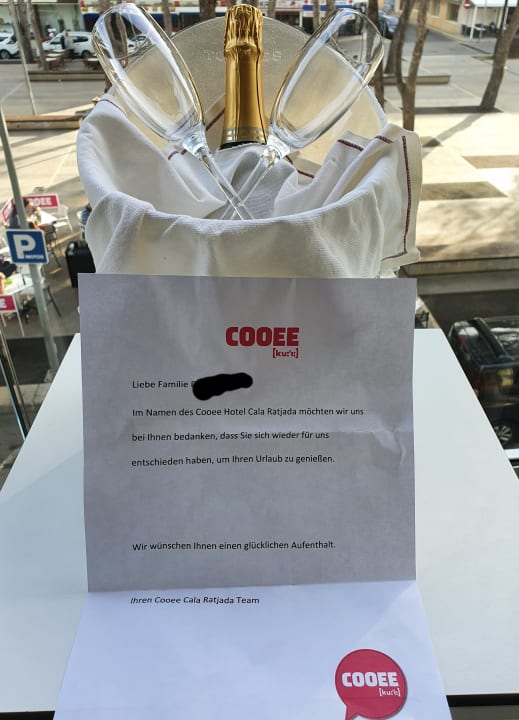 COOEE
P
MOTOS
COOEE
[ku:'i:]
Liebe Familie
Im Namen des Cooee Hotel Cala Ratjada möchten wir uns
bei Ihnen bedanken, dass Sie sich wieder für uns
entschieden haben, um Ihren Urlaub zu genießen.
Wir wünschen Ihnen einen glücklichen Aufenthalt.
Ihren Cooee Cala Ratjada Team
COOEE
[ku:'i:]